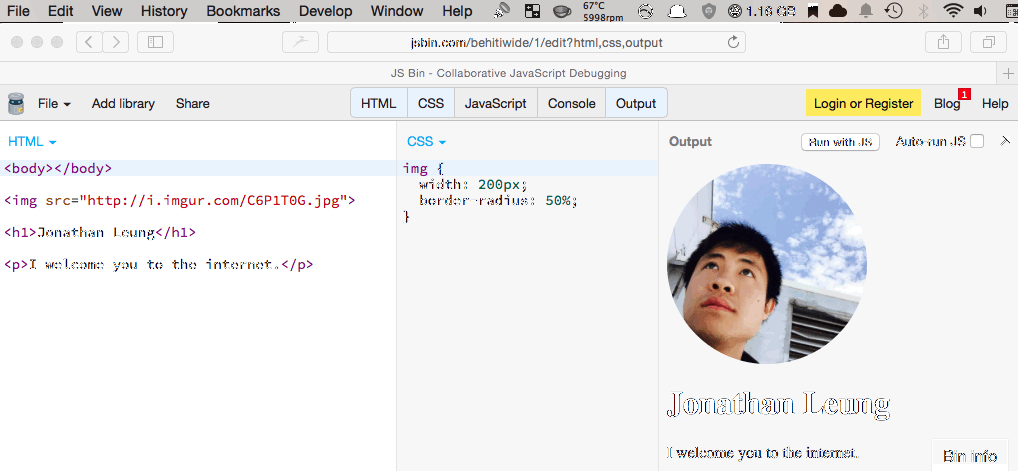 File Edit View History Bookmarks Develop Window Help 67°C 1.16 GB
5998rpm
jsbin.com/behitiwide/1/edit?html,css,output
JS Bin - Collaborative JavaScript Debugging
File Add library Share HTML CSS JavaScript Console Output Login or Register Blog 1 Help
HTML CSS Output Run with JS Auto-run JS
<body></body>
<img src="http://i.imgur.com/C6P1T0G.jpg">
<h1>Jonathan Leung</h1>
<p>I welcome you to the internet.</p>
img {
width: 200px;
border-radius: 50%;
}
Jonathan Leung
I welcome you to the internet.
Bin info